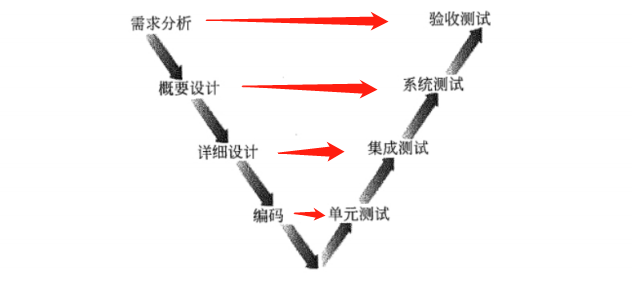 需求分析
验收测试
概要设计
系统测试
详细设计
集成测试
编码
单元测试